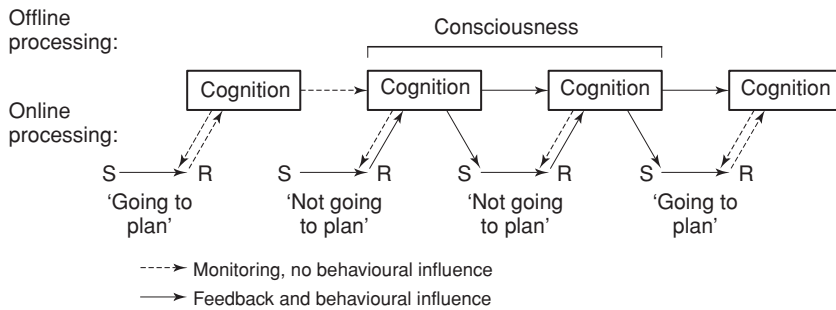 Offline
processing:
Consciousness
Cognition Cognition Cognition Cognition
Online
processing:
S R S R S R S R
‘Going to
plan’
‘Not going
to plan’
‘Not going
to plan’
‘Going to
plan’
Monitoring, no behavioural influence
Feedback and behavioural influence